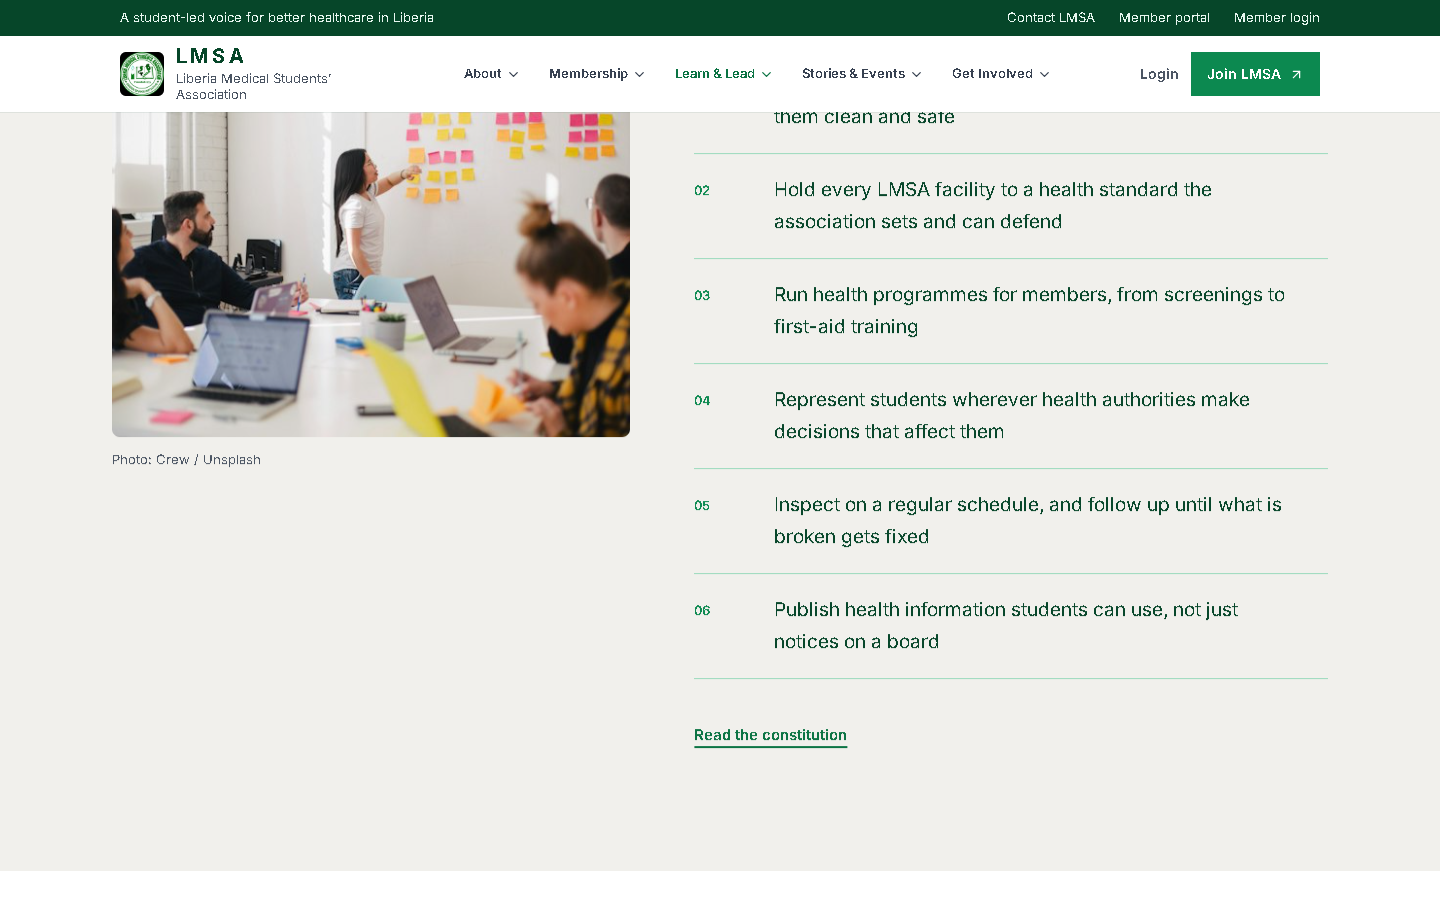 A student-led voice for better healthcare in Liberia
Contact LMSA
Member portal
Member login
LMSA
Liberia Medical Students'
Association
About
Membership
Learn & Lead
Stories & Events
Get Involved
Login
Join LMSA
them clean and safe
02
Hold every LMSA facility to a health standard the
association sets and can defend
03
Run health programmes for members, from screenings to
first-aid training
04
Represent students wherever health authorities make
decisions that affect them
05
Inspect on a regular schedule, and follow up until what is
broken gets fixed
06
Publish health information students can use, not just
notices on a board
Photo: Crew / Unsplash
Read the constitution